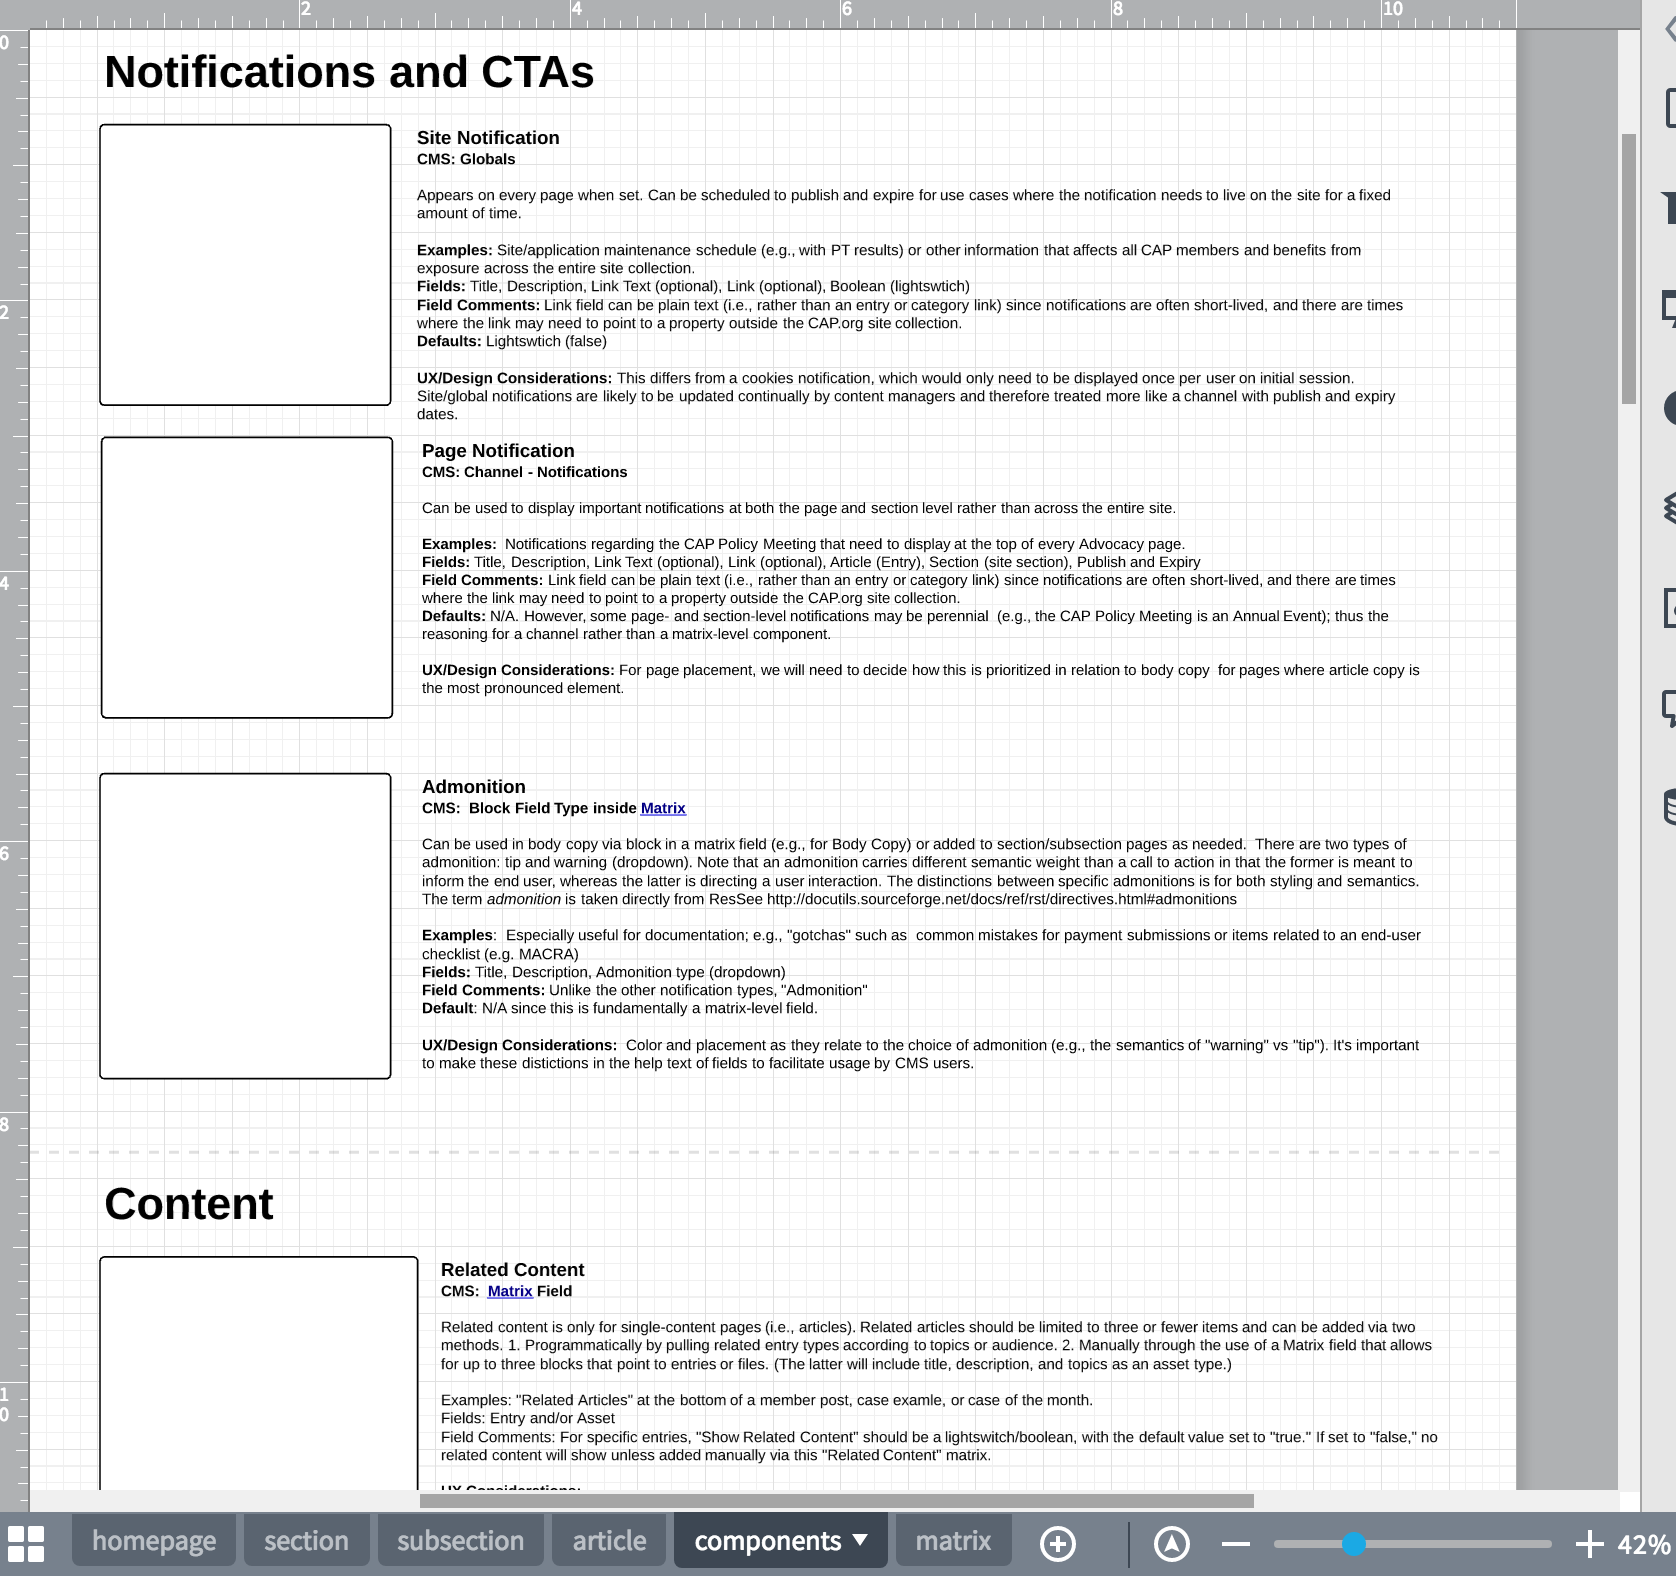 2
4
6
8
10
0
Notifications and CTAs
Site Notification
CMS: Globals
Appears on every page when set. Can be scheduled to publish and expire for use cases where the notification needs to live on the site for a fixed
amount of time.
Examples: Site/application maintenance schedule (e.g., with PT results) or other information that affects all CAP members and benefits from
exposure across the entire site collection.
Fields: Title, Description, Link Text (optional), Link (optional), Boolean (lightswtich)
2
Field Comments: Link field can be plain text (i.e., rather than an entry or category link) since notifications are often short-lived, and there are times
where the link may need to point to a property outside the CAP.org site collection.
Defaults: Lightswtich (false)
UX/Design Considerations: This differs from a cookies notification, which would only need to be displayed once per user on initial session.
Site/global notifications are likely to be updated continually by content managers and therefore treated more like a channel with publish and expiry
dates.
Page Notification
CMS: Channel - Notifications
Can be used to display important notifications at both the page and section level rather than across the entire site.
Examples:  Notifications regarding the CAP Policy Meeting that need to display at the top of every Advocacy page.
Fields: Title, Description, Link Text (optional), Link (optional), Article (Entry), Section (site section), Publish and Expiry
4
Field Comments: Link field can be plain text (i.e., rather than an entry or category link) since notifications are often short-lived, and there are times
where the link may need to point to a property outside the CAP.org site collection.
Defaults: N/A. However, some page- and section-level notifications may be perennial  (e.g., the CAP Policy Meeting is an Annual Event); thus the
reasoning for a channel rather than a matrix-level component.
UX/Design Considerations: For page placement, we will need to decide how this is prioritized in relation to body copy  for pages where article copy is
the most pronounced element.
Admonition
CMS:  Block Field Type inside Matrix
Can be used in body copy via block in a matrix field (e.g., for Body Copy) or added to section/subsection pages as needed.  There are two types of
6
admonition: tip and warning (dropdown). Note that an admonition carries different semantic weight than a call to action in that the former is meant to
inform the end user, whereas the latter is directing a user interaction. The distinctions between specific admonitions is for both styling and semantics.
The term admonition is taken directly from ResSee http://docutils.sourceforge.net/docs/ref/rst/directives.html#admonitions
Examples:  Especially useful for documentation; e.g., "gotchas" such as  common mistakes for payment submissions or items related to an end-user
checklist (e.g. MACRA)
Fields: Title, Description, Admonition type (dropdown)
Field Comments: Unlike the other notification types, "Admonition"
Default: N/A since this is fundamentally a matrix-level field.
UX/Design Considerations:  Color and placement as they relate to the choice of admonition (e.g., the semantics of "warning" vs "tip"). It's important
to make these distictions in the help text of fields to facilitate usage by CMS users.
8
Content
Related Content
CMS:  Matrix Field
Related content is only for single-content pages (i.e., articles). Related articles should be limited to three or fewer items and can be added via two
methods. 1. Programmatically by pulling related entry types according to topics or audience. 2. Manually through the use of a Matrix field that allows
for up to three blocks that point to entries or files. (The latter will include title, description, and topics as an asset type.)
1
0
Examples: "Related Articles" at the bottom of a member post, case examle, or case of the month.
Fields: Entry and/or Asset
Field Comments: For specific entries, "Show Related Content" should be a lightswitch/boolean, with the default value set to "true." If set to "false," no
related content will show unless added manually via this "Related Content" matrix.
UX Considerations:
homepage
section
subsection
article
components
matrix
42%